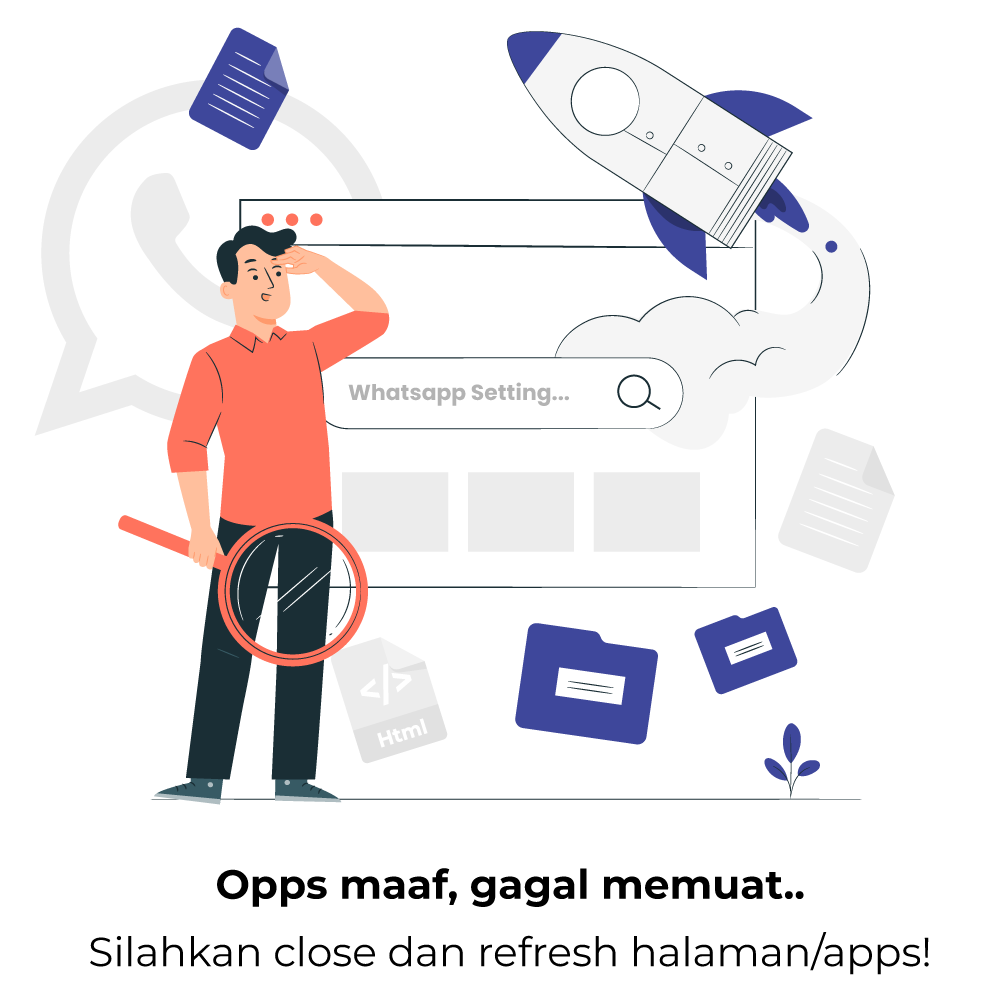 Whatsapp Setting...
</>
Html
Opps maaf, gagal memuat..
Silahkan close dan refresh halaman/apps!